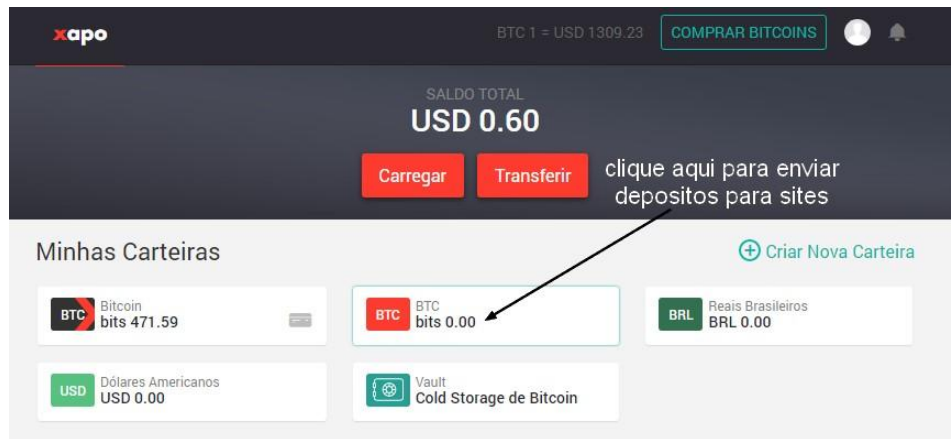 xapo
BTC 1 = USD 1309.23
COMPRAR BITCOINS
SALDO TOTAL
USD 0.60
Carregar
Transferir
clique aqui para enviar
depositos para sites
Minhas Carteiras
Criar Nova Carteira
BTC
Bitcoin
bits 471.59
BTC
BTC
bits 0.00
BRL
Reais Brasileiros
BRL 0.00
USD
Dólares Americanos
USD 0.00
Vault
Cold Storage de Bitcoin